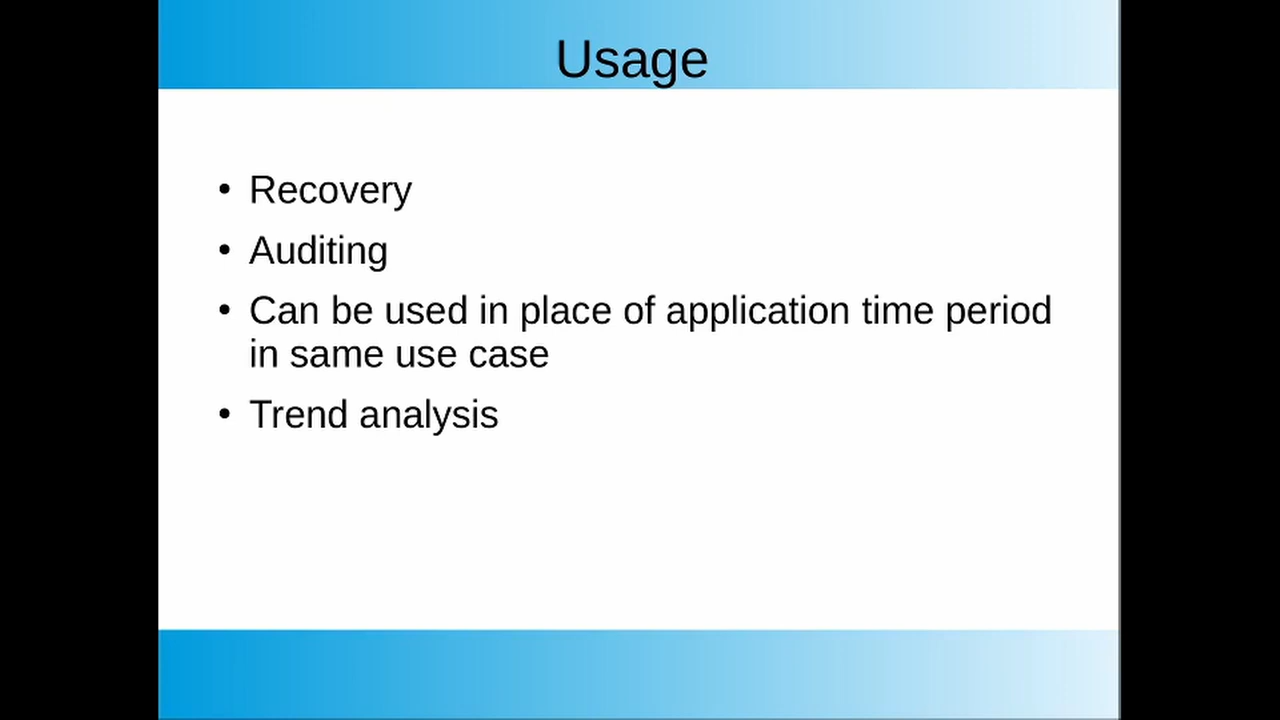 Usage
• Recovery
• Auditing
• Can be used in place of application time period
in same use case
• Trend analysis